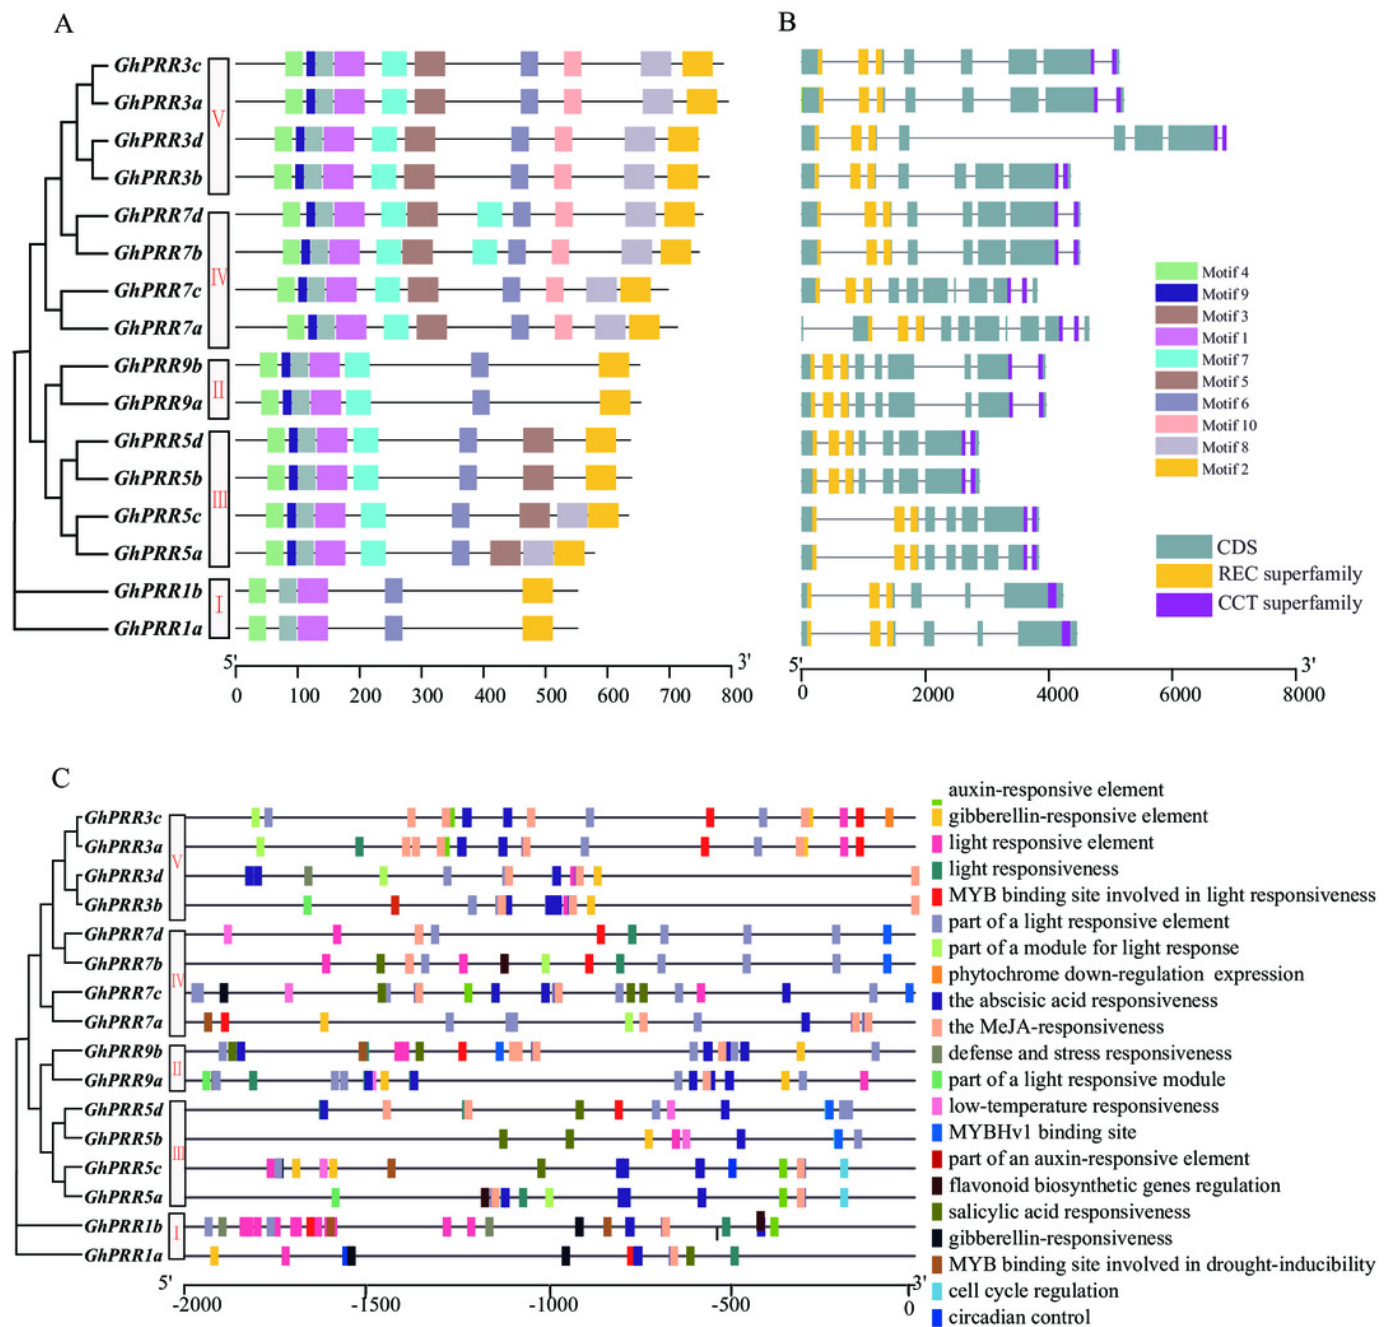 A
B
GhPRR3c
GhPRR3a
GhPRR3d
GhPRR3b
GhPRR7d
GhPRR7b
GhPRR7c
GhPRR7a
GhPRR9b
GhPRR9a
GhPRR5d
GhPRR5b
GhPRR5c
GhPRR5a
GhPRR1b
GhPRR1a
V
IV
II
III
I
5'
3'
0 100 200 300 400 500 600 700 800
Motif 4
Motif 9
Motif 3
Motif 1
Motif 7
Motif 5
Motif 6
Motif 10
Motif 8
Motif 2
CDS
REC superfamily
CCT superfamily
5'
3'
0 2000 4000 6000 8000
C
GhPRR3c
GhPRR3a
GhPRR3d
GhPRR3b
GhPRR7d
GhPRR7b
GhPRR7c
GhPRR7a
GhPRR9b
GhPRR9a
GhPRR5d
GhPRR5b
GhPRR5c
GhPRR5a
GhPRR1b
GhPRR1a
V
IV
II
III
I
5'
3'
-2000 -1500 -1000 -500 0
auxin-responsive element
gibberellin-responsive element
light responsive element
light responsiveness
MYB binding site involved in light responsiveness
part of a light responsive element
part of a module for light response
phytochrome down-regulation expression
the abscisic acid responsiveness
the MeJA-responsiveness
defense and stress responsiveness
part of a light responsive module
low-temperature responsiveness
MYBHv1 binding site
part of an auxin-responsive element
flavonoid biosynthetic genes regulation
salicylic acid responsiveness
gibberellin-responsiveness
MYB binding site involved in drought-inducibility
cell cycle regulation
circadian control